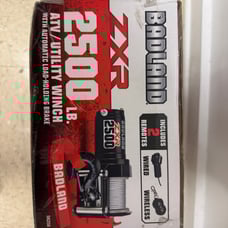 BADLAND
ZXR
2500 LB.
ATV/UTILITY WINCH
WITH AUTOMATIC LOAD-HOLDING BRAKE
INCLUDES
2
REMOTES
WIRED
WIRELESS
ZXR
2500
BADLAND